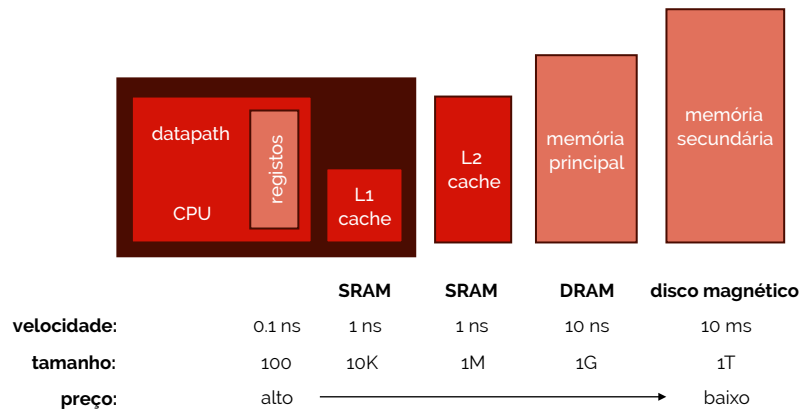 datapath
registos
CPU
L1
cache
L2
cache
memória
principal
memória
secundária
SRAM SRAM DRAM disco magnético
velocidade: 0.1 ns 1 ns 1 ns 10 ns 10 ms
tamanho: 100 10K 1M 1G 1T
preço: alto baixo